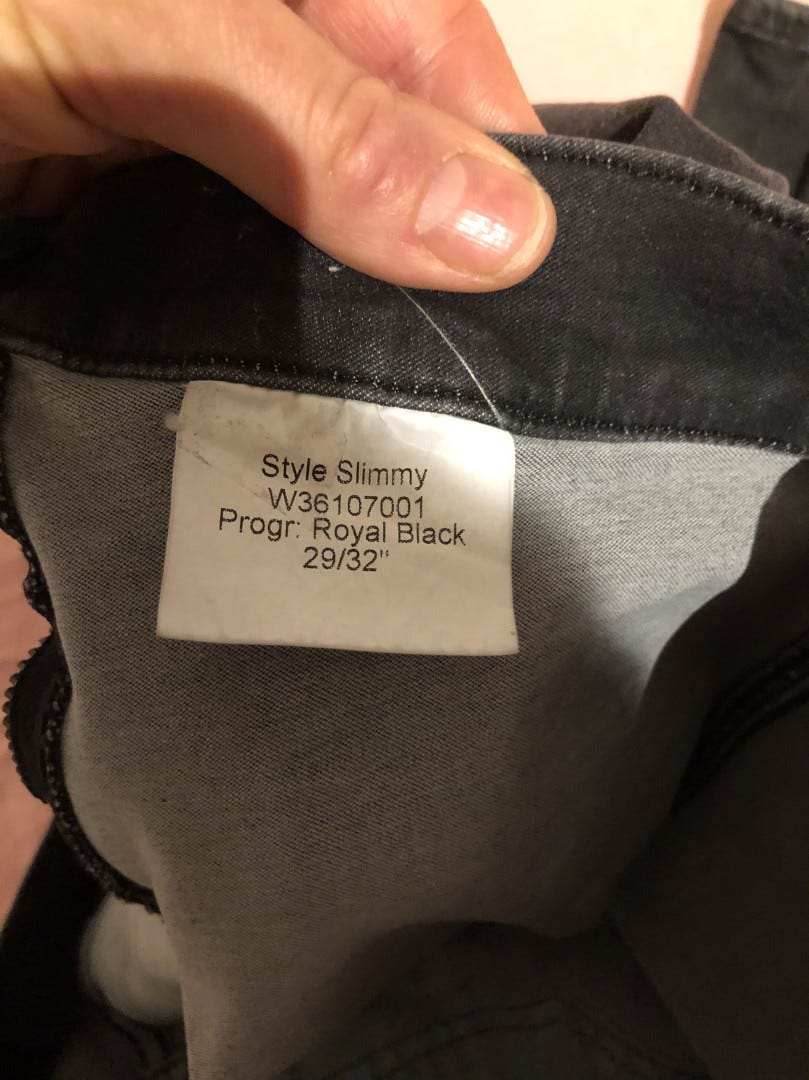 Style Slimmy
W36107001
Progr: Royal Black
29/32"